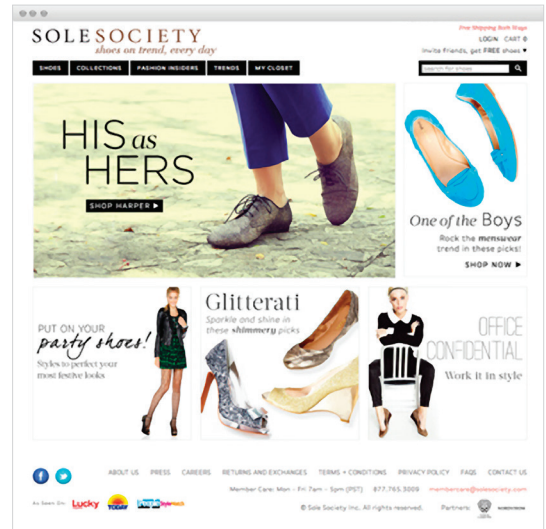 SOLESOCIETY
shoes on trend, every day
Free Shipping Both Ways
LOGIN CART 0
Invite friends, get FREE shoes ♥
SHOES
COLLECTIONS
FASHION INSIDERS
TRENDS
MY CLOSET
search for shoes
HIS as
HERS
SHOP HARPER ▶
One of the Boys
Rock the menswear
trend in these picks!
SHOP NOW ▶
PUT ON YOUR
party shoes!
Styles to perfect your
most festive looks
Glitterati
Sparkle and shine in
these shimmery picks
OFFICE
CONFIDENTIAL
Work it in style
ABOUT US PRESS CAREERS RETURNS AND EXCHANGES TERMS + CONDITIONS PRIVACY POLICY FAQS CONTACT US
Member Care: Mon - Fri 7am - 5pm (PST) 877.765.3009 membercare@solesociety.com
As Seen On: Lucky TODAY People StyleWatch
© Sole Society Inc. All rights reserved. Partners: NORDSTROM